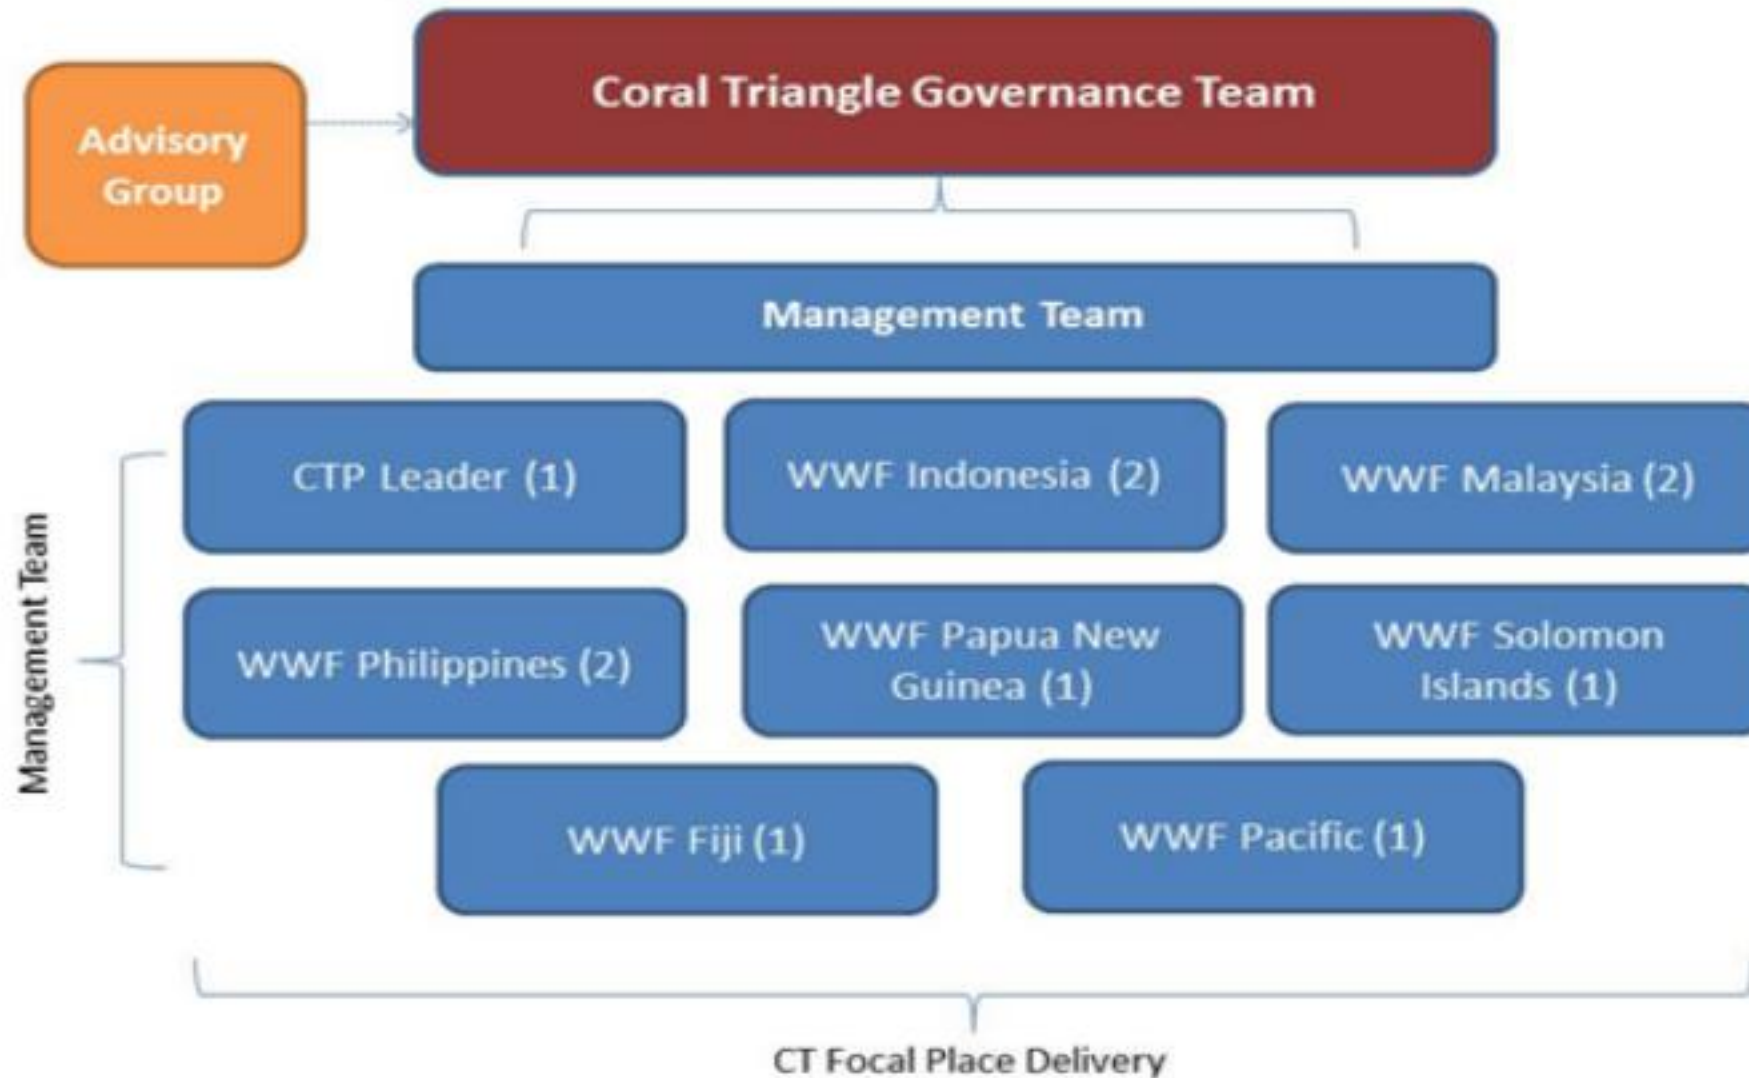 Coral Triangle Governance Team
Advisory
Group
Management Team
CTP Leader (1)
WWF Indonesia (2)
WWF Malaysia (2)
Management Team
WWF Philippines (2)
WWF Papua New
Guinea (1)
WWF Solomon
Islands (1)
WWF Fiji (1)
WWF Pacific (1)
CT Focal Place Delivery